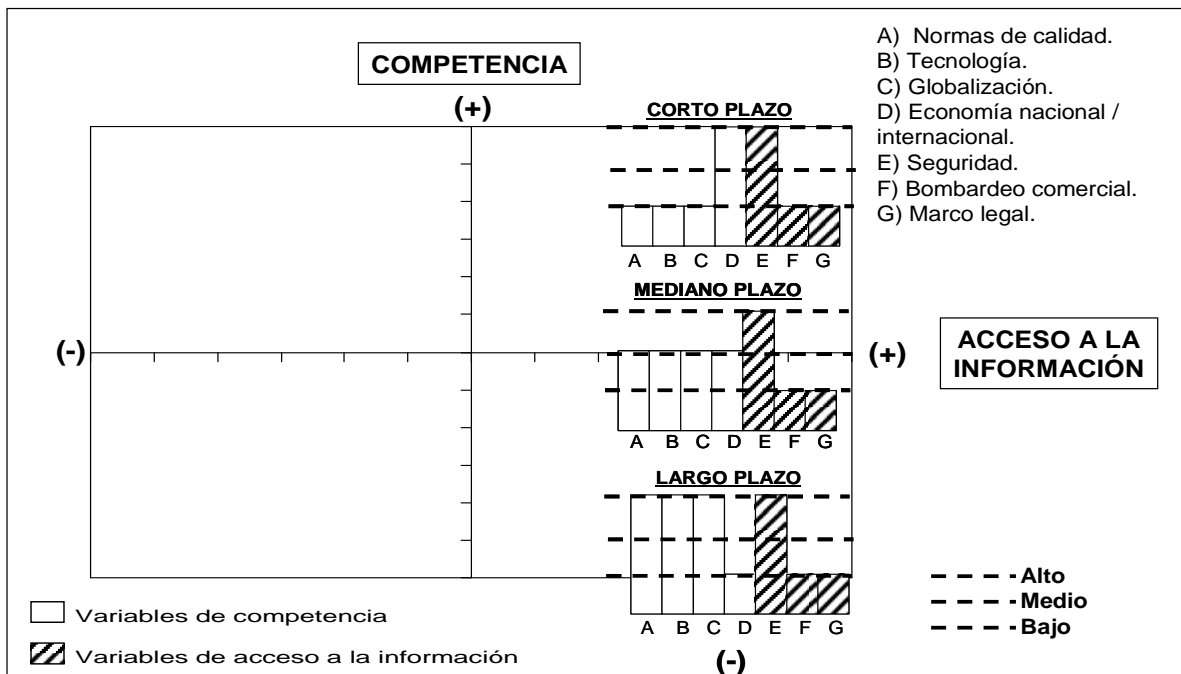 COMPETENCIA
(+)
A) Normas de calidad.
B) Tecnología.
C) Globalización.
D) Economía nacional /
internacional.
E) Seguridad.
F) Bombardeo comercial.
G) Marco legal.
CORTO PLAZO
A B C D E F G
MEDIANO PLAZO
(-)
(+)
ACCESO A LA
INFORMACIÓN
A B C D E F G
LARGO PLAZO
A B C D E F G
(-)
Variables de competencia
Variables de acceso a la información
Alto
Medio
Bajo